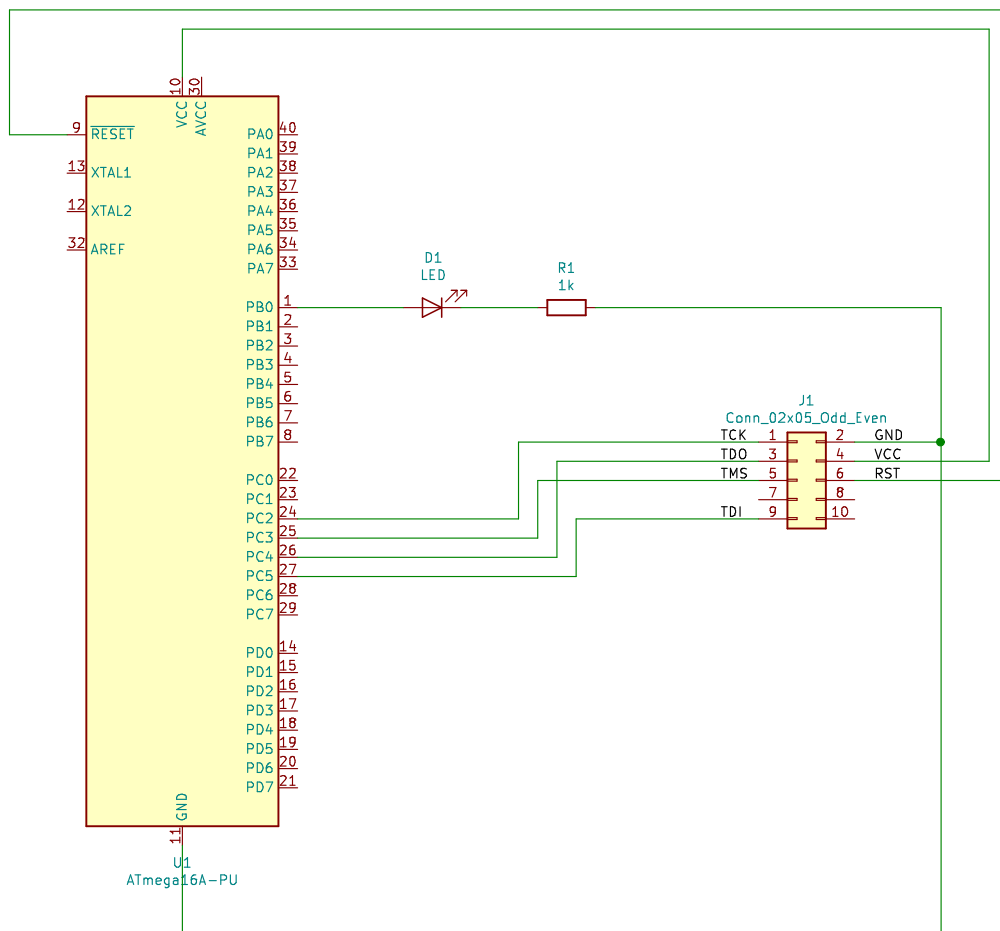 10
30
VCC
AVCC
9
RESET
PA0
40
PA1
39
13
XTAL1
PA2
38
PA3
37
12
XTAL2
PA4
36
PA5
35
32
AREF
PA6
34
PA7
33
D1
LED
R1
1k
PB0
1
PB1
2
PB2
3
PB3
4
PB4
5
PB5
6
PB6
7
PB7
8
J1
Conn_02x05_Odd_Even
TCK
1
2
GND
TDO
3
4
VCC
TMS
5
6
RST
7
8
TDI
9
10
PC0
22
PC1
23
PC2
24
PC3
25
PC4
26
PC5
27
PC6
28
PC7
29
PD0
14
PD1
15
PD2
16
PD3
17
PD4
18
PD5
19
PD6
20
PD7
21
GND
11
U1
ATmega16A-PU